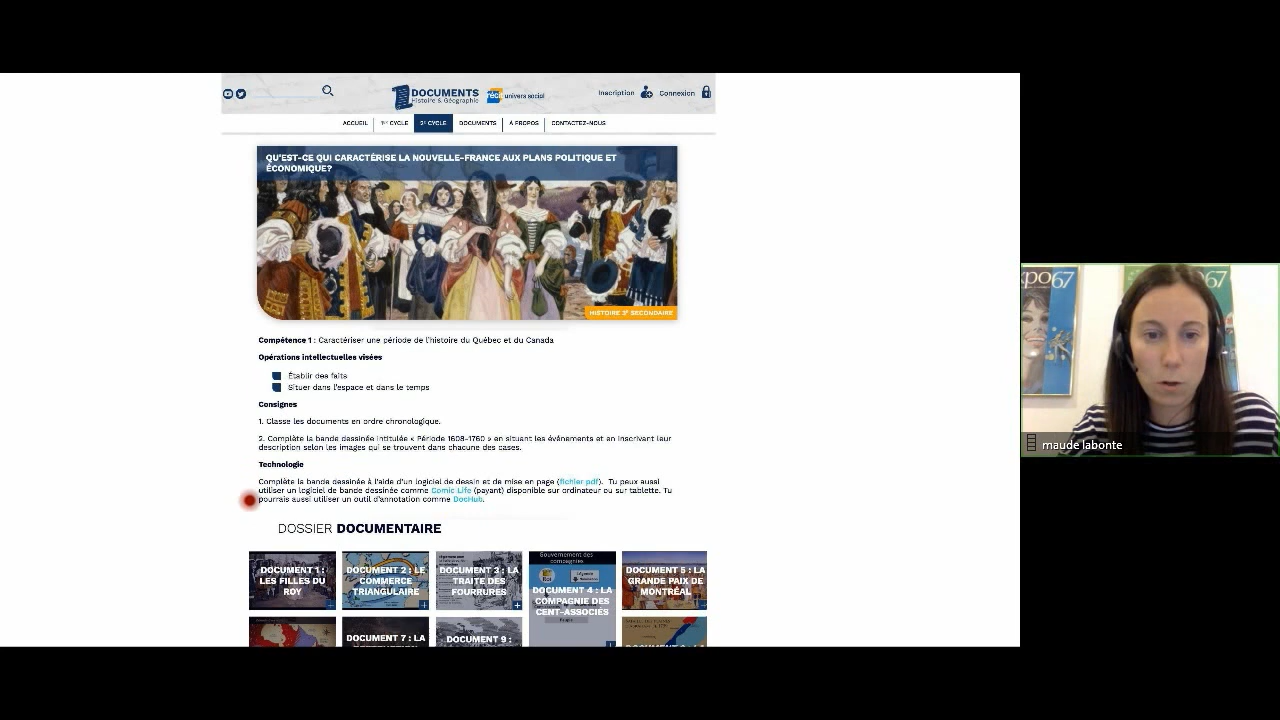 DOCUMENTS
Histoire & Géographie
récit univers social
Inscription
Connexion
ACCUEIL
1er CYCLE
2e CYCLE
DOCUMENTS
À PROPOS
CONTACTEZ-NOUS
QU'EST-CE QUI CARACTÉRISE LA NOUVELLE-FRANCE AUX PLANS POLITIQUE ET
ÉCONOMIQUE?
HISTOIRE 3E SECONDAIRE
Compétence 1 : Caractériser une période de l'histoire du Québec et du Canada
Opérations intellectuelles visées
Établir des faits
Situer dans l'espace et dans le temps
Consignes
1. Classe les documents en ordre chronologique.
2. Complète la bande dessinée intitulée « Période 1608-1760 » en situant les événements et en inscrivant leur
description selon les images qui se trouvent dans chacune des cases.
Technologie
Complète la bande dessinée à l'aide d'un logiciel de dessin et de mise en page (fichier pdf). Tu peux aussi
utiliser un logiciel de bande dessinée comme Comic Life (payant) disponible sur ordinateur ou sur tablette. Tu
pourrais aussi utiliser un outil d'annotation comme DocHub.
DOSSIER DOCUMENTAIRE
DOCUMENT 1 :
LES FILLES DU
ROY
DOCUMENT 2 : LE
COMMERCE
TRIANGULAIRE
DOCUMENT 3 : LA
TRAITE DES
FOURRURES
Gouvernement des
compagnies
DOCUMENT 4 : LA
COMPAGNIE DES
CENT-ASSOCIÉS
DOCUMENT 5 : LA
GRANDE PAIX DE
MONTRÉAL
DOCUMENT 7 : LA
DOCUMENT 9 :
po67
67
maude labonte